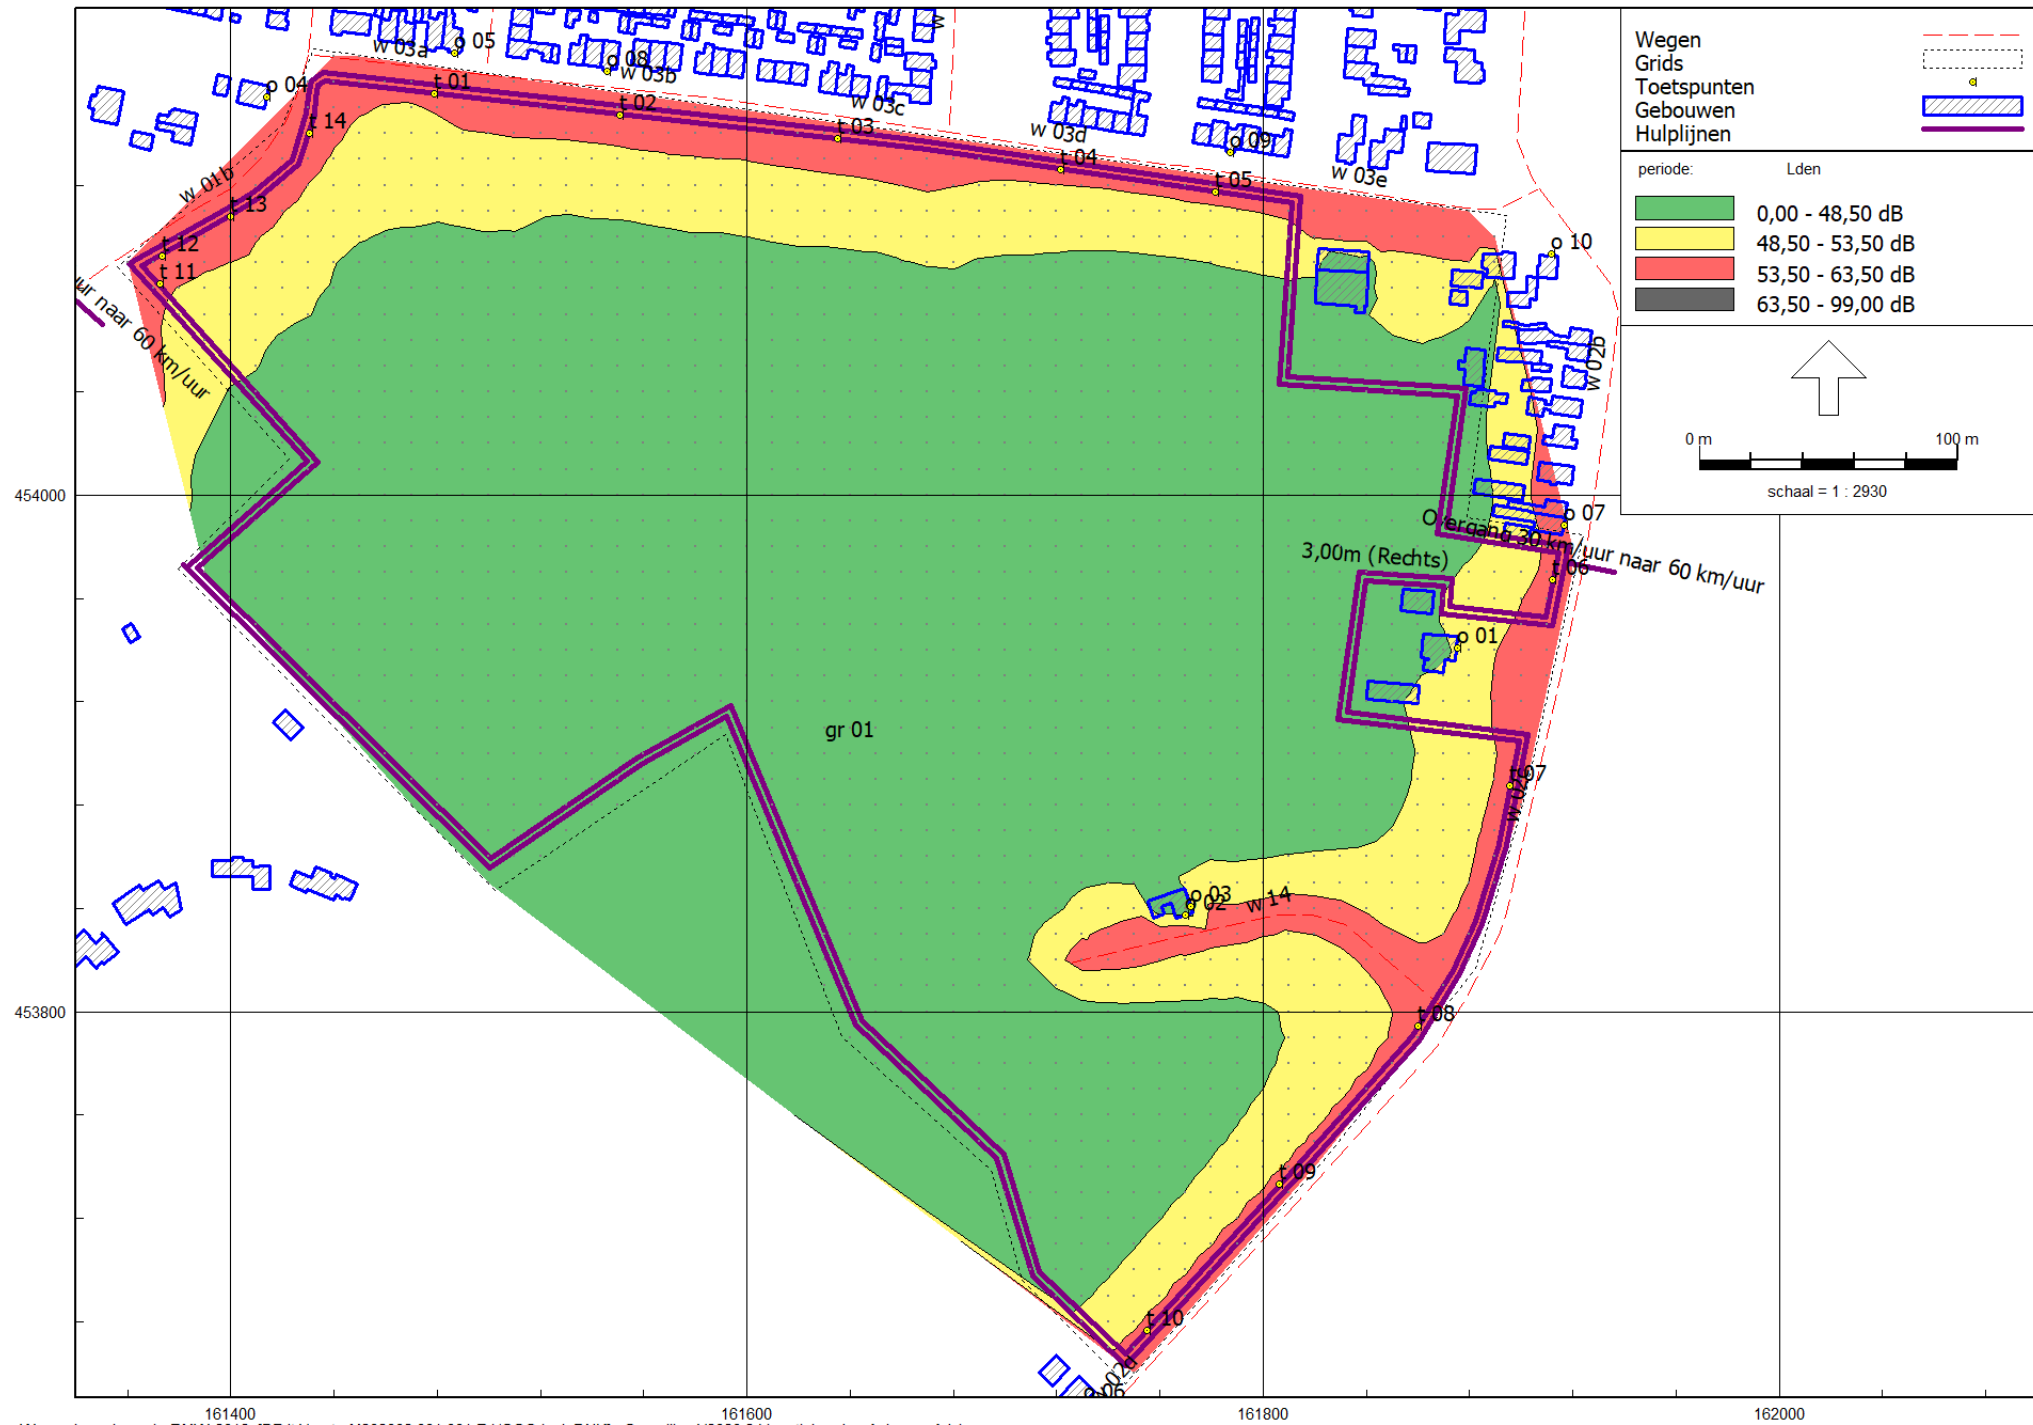 Wegen
Grids
Toetspunten
Gebouwen
Hulplijnen
periode: Lden
0,00 - 48,50 dB
48,50 - 53,50 dB
53,50 - 63,50 dB
63,50 - 99,00 dB
0 m 100 m
schaal = 1 : 2930
w 03a
o 05
o 08
w 03b
w
o 04
t 01
t 02
w 03c
t 14
t 03
w 03d
o 09
t 04
w 03e
t 05
w 01b
t 13
t 12
t 11
o 10
naar 60 km/uur
w 02b
454000
o 07
Overgang 30 km/uur naar 60 km/uur
3,00m (Rechts)
t 06
o 01
gr 01
t 07
o 03
o 02
w 14
453800
t 08
t 09
t 10
o 06
161400
161600
161800
162000